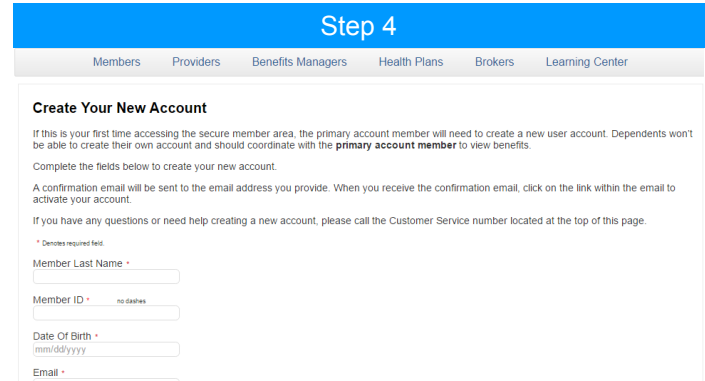 Step 4
Members Providers Benefits Managers Health Plans Brokers Learning Center
Create Your New Account
If this is your first time accessing the secure member area, the primary account member will need to create a new user account. Dependents won't
be able to create their own account and should coordinate with the primary account member to view benefits.
Complete the fields below to create your new account.
A confirmation email will be sent to the email address you provide. When you receive the confirmation email, click on the link within the email to
activate your account.
If you have any questions or need help creating a new account, please call the Customer Service number located at the top of this page.
* Denotes required field.
Member Last Name *
Member ID * no dashes
Date Of Birth *
mm/dd/yyyy
Email *